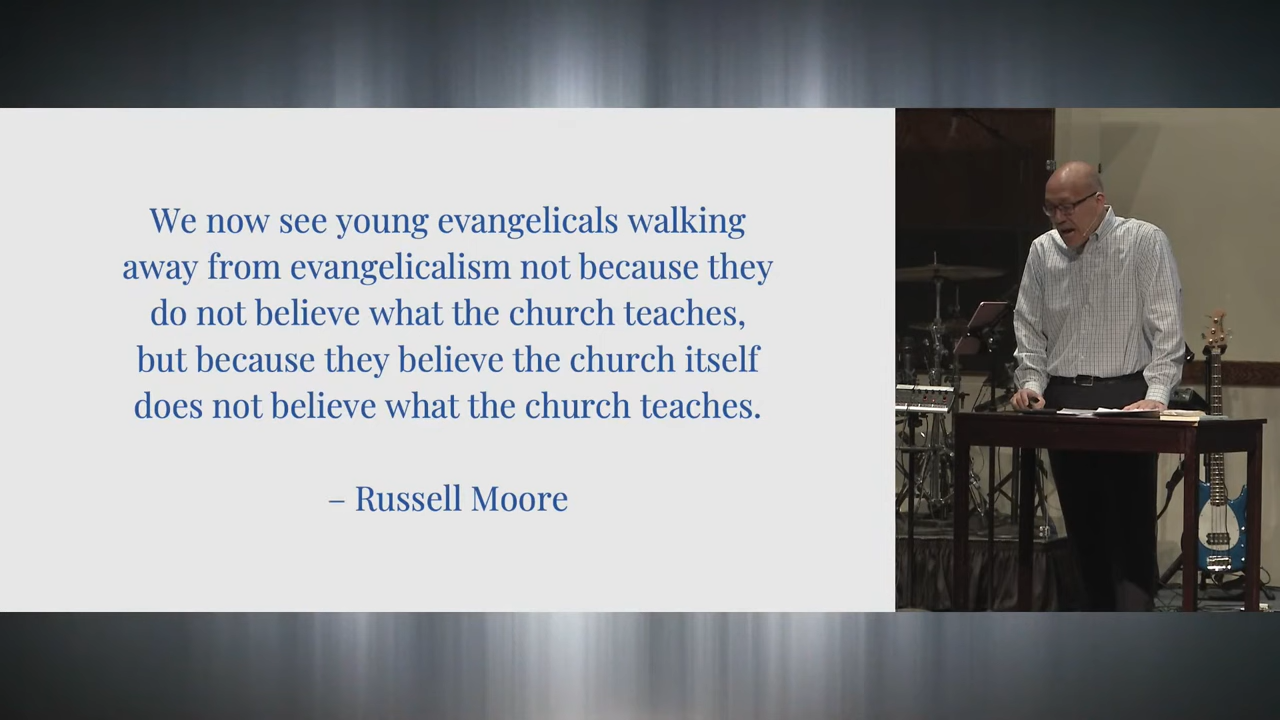 We now see young evangelicals walking
away from evangelicalism not because they
do not believe what the church teaches,
but because they believe the church itself
does not believe what the church teaches.
– Russell Moore